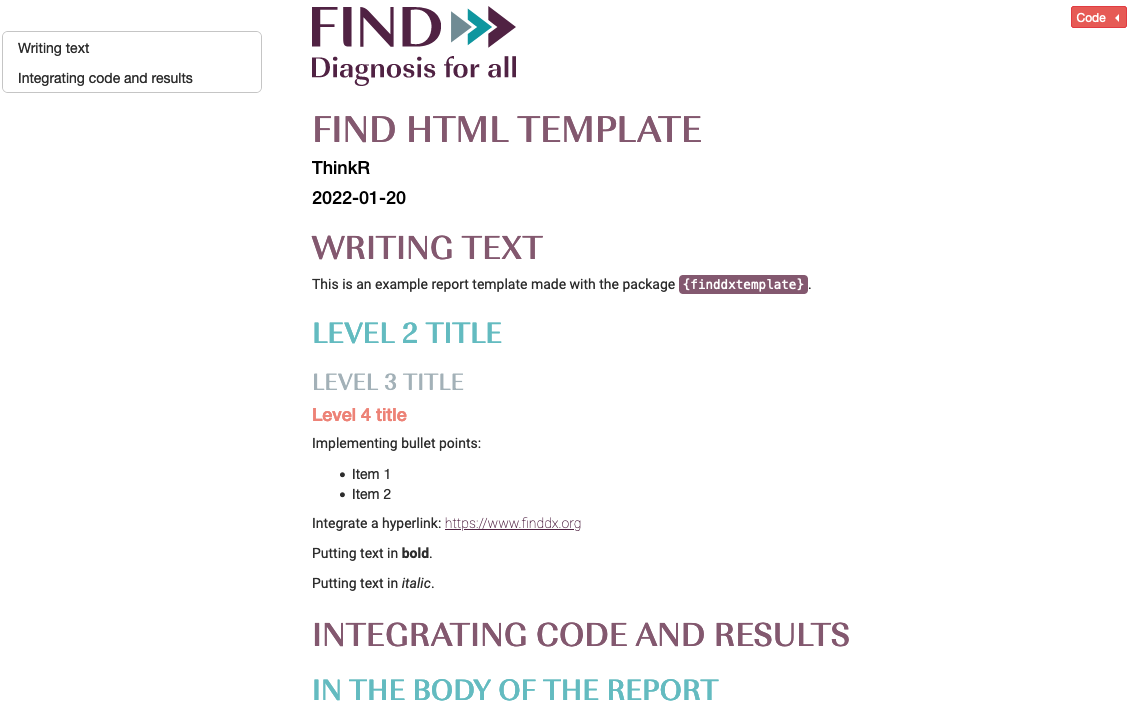 Writing text
Integrating code and results
FIND
Diagnosis for all
Code
FIND HTML TEMPLATE
ThinkR
2022-01-20
WRITING TEXT
This is an example report template made with the package {finddxtemplate}.
LEVEL 2 TITLE
LEVEL 3 TITLE
Level 4 title
Implementing bullet points:
• Item 1
• Item 2
Integrate a hyperlink: https://www.finddx.org
Putting text in bold.
Putting text in italic.
INTEGRATING CODE AND RESULTS
IN THE BODY OF THE REPORT